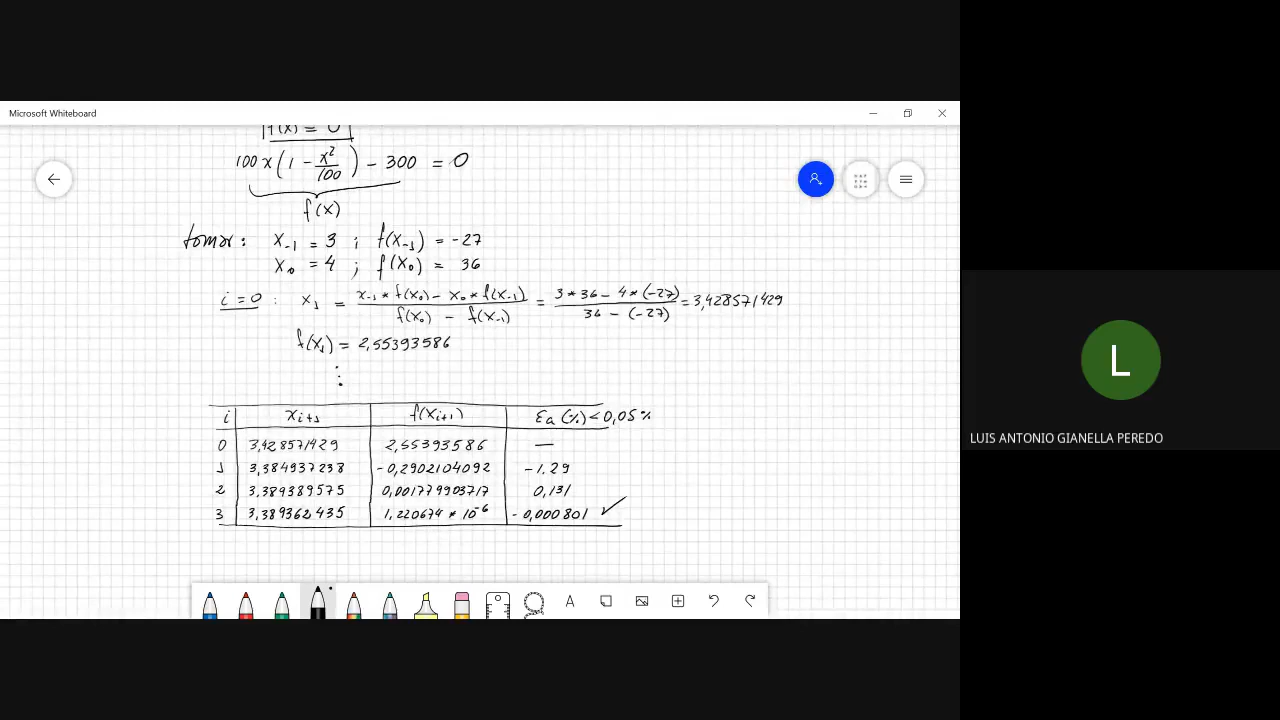 Microsoft Whiteboard
f(x) = 0
100 x (1 - x²/100) - 300 = 0
f(x)
tomar: x₋₁ = 3 ; f(x₋₁) = -27
x₀ = 4 ; f(x₀) = 36
i = 0 : x₁ = (x₋₁ * f(x₀) - x₀ * f(x₋₁)) / (f(x₀) - f(x₋₁)) = (3 * 36 - 4 * (-27)) / (36 - (-27)) = 3,428571429
f(x₁) = 2,55393586
⋮
i xᵢ₊₁ f(xᵢ₊₁) Ea (%) < 0,05 %
0 3,428571429 2,55393586 —
1 3,384937238 -0,2902104092 -1.29
2 3,389389575 0,001779903717 0,131
3 3,389362435 1,220674 * 10⁻⁶ -0,000801 ✓
A
L
LUIS ANTONIO GIANELLA PEREDO